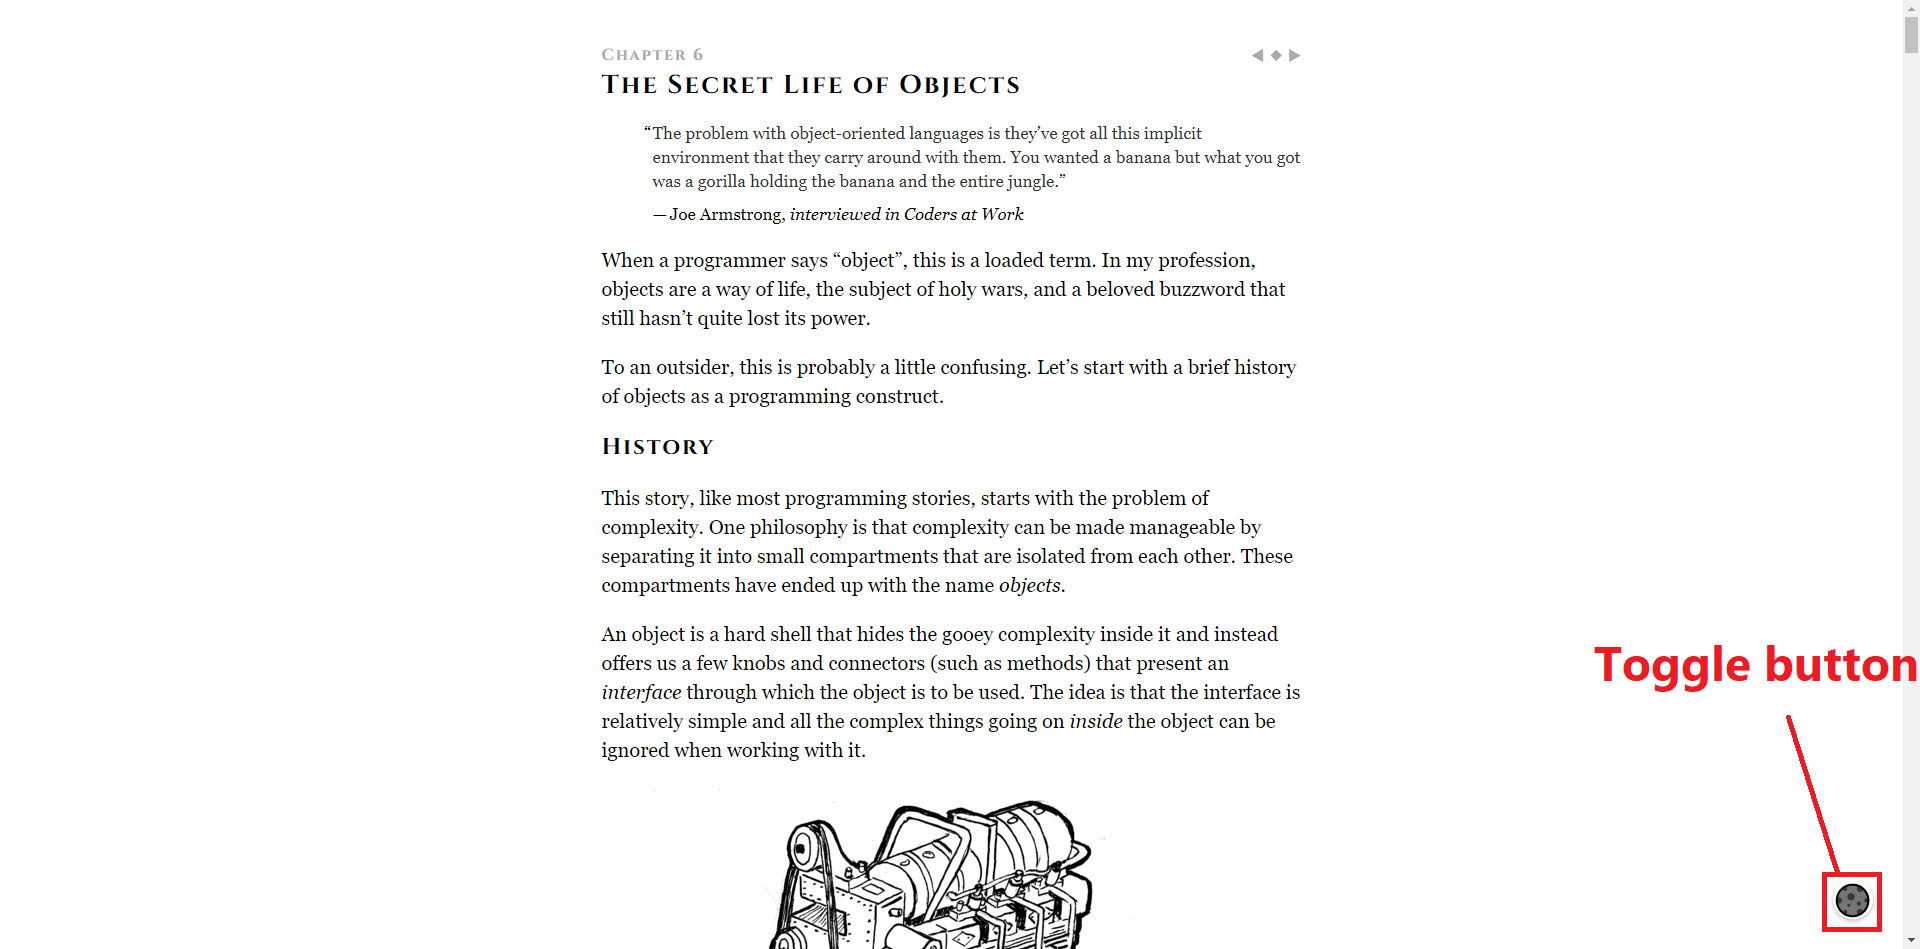 Chapter 6
The Secret Life of Objects
“The problem with object-oriented languages is they’ve got all this implicit
environment that they carry around with them. You wanted a banana but what you got
was a gorilla holding the banana and the entire jungle.”
—Joe Armstrong, interviewed in Coders at Work
When a programmer says “object”, this is a loaded term. In my profession,
objects are a way of life, the subject of holy wars, and a beloved buzzword that
still hasn’t quite lost its power.
To an outsider, this is probably a little confusing. Let’s start with a brief history
of objects as a programming construct.
History
This story, like most programming stories, starts with the problem of
complexity. One philosophy is that complexity can be made manageable by
separating it into small compartments that are isolated from each other. These
compartments have ended up with the name objects.
An object is a hard shell that hides the gooey complexity inside it and instead
offers us a few knobs and connectors (such as methods) that present an
interface through which the object is to be used. The idea is that the interface is
relatively simple and all the complex things going on inside the object can be
ignored when working with it.
Toggle button